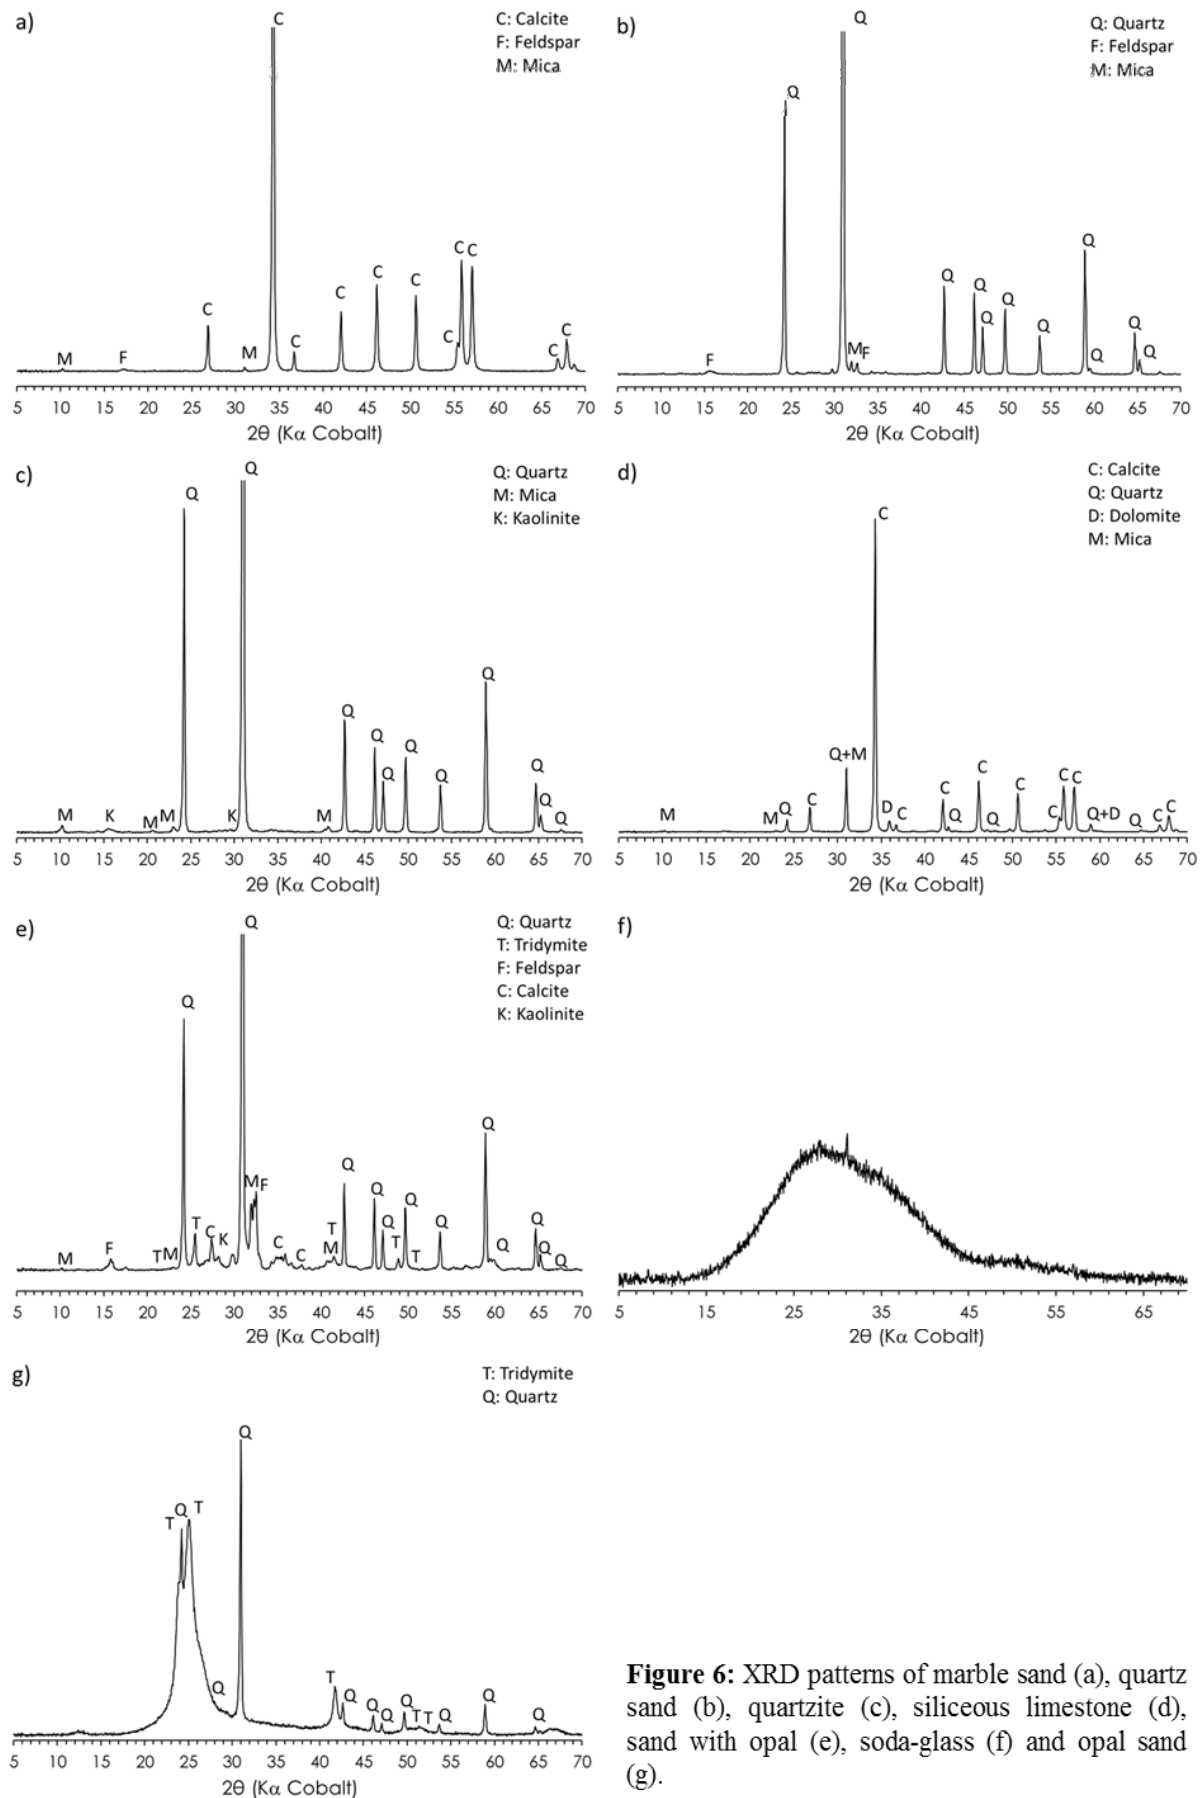 a)
C: Calcite
F: Feldspar
M: Mica
C
M
F
C
M
C
C
C
C
C
C
C
C
C
5 10 15 20 25 30 35 40 45 50 55 60 65 70
2θ (Kα Cobalt)
b)
Q: Quartz
F: Feldspar
M: Mica
Q
Q
F
M
F
Q
Q
Q
Q
Q
Q
Q
Q
Q
5 10 15 20 25 30 35 40 45 50 55 60 65 70
2θ (Kα Cobalt)
c)
Q: Quartz
M: Mica
K: Kaolinite
Q
Q
M
K
M
M
K
M
Q
Q
Q
Q
Q
Q
Q
Q
Q
5 10 15 20 25 30 35 40 45 50 55 60 65 70
2θ (Kα Cobalt)
d)
C: Calcite
Q: Quartz
D: Dolomite
M: Mica
C
M
M
Q
C
Q+M
D
C
C
Q
C
Q
C
C
C
C
Q+D
Q
C
C
5 10 15 20 25 30 35 40 45 50 55 60 65 70
2θ (Kα Cobalt)
e)
Q: Quartz
T: Tridymite
F: Feldspar
C: Calcite
K: Kaolinite
Q
Q
M
F
T
M
T
C
K
M
F
C
C
T
M
Q
Q
Q
T
Q
T
Q
Q
Q
Q
Q
Q
5 10 15 20 25 30 35 40 45 50 55 60 65 70
2θ (Kα Cobalt)
f)
5 15 25 35 45 55 65
2θ (Kα Cobalt)
g)
T: Tridymite
Q: Quartz
T
Q
T
Q
Q
T
Q
Q
Q
Q
T
T
Q
Q
Q
5 10 15 20 25 30 35 40 45 50 55 60 65 70
2θ (Kα Cobalt)
Figure 6: XRD patterns of marble sand (a), quartz
sand (b), quartzite (c), siliceous limestone (d),
sand with opal (e), soda-glass (f) and opal sand
(g).